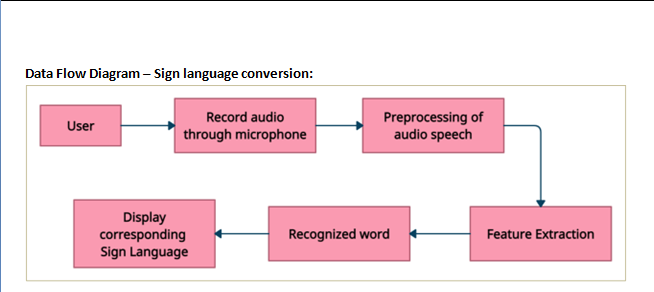 Data Flow Diagram – Sign language conversion:
User
Record audio
through microphone
Preprocessing of
audio speech
Feature Extraction
Recognized word
Display
corresponding
Sign Language